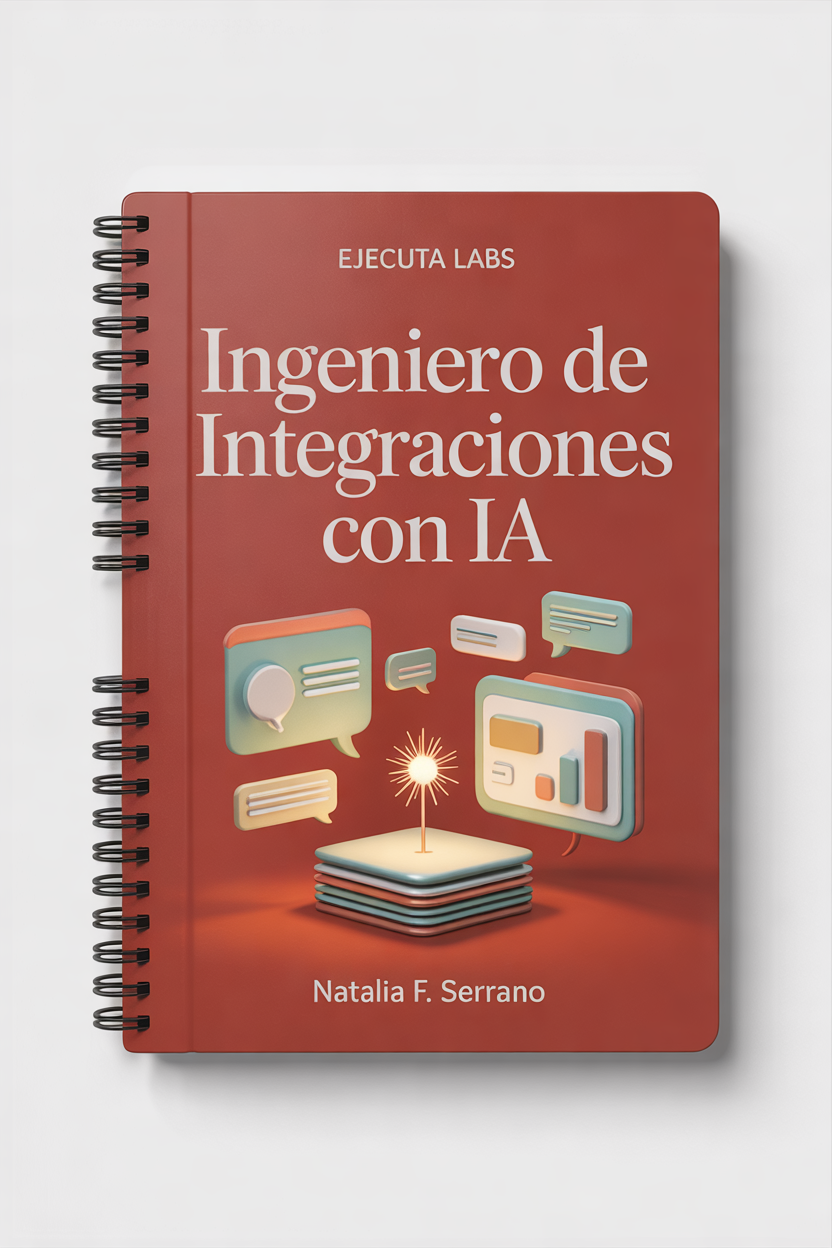 EJECUTA LABS
Ingeniero de
Integraciones
con IA
Natalia F. Serrano